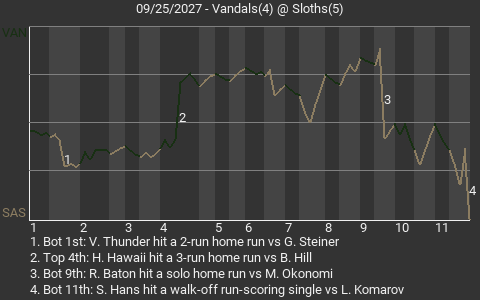 09/25/2027 - Vandals(4) @ Sloths(5)
VAN
2
3
1
4
SAS
1 2 3 4 5 6 7 8 9 10 11
1. Bot 1st: V. Thunder hit a 2-run home run vs G. Steiner
2. Top 4th: H. Hawaii hit a 3-run home run vs B. Hill
3. Bot 9th: R. Baton hit a solo home run vs M. Okonomi
4. Bot 11th: S. Hans hit a walk-off run-scoring single vs L. Komarov